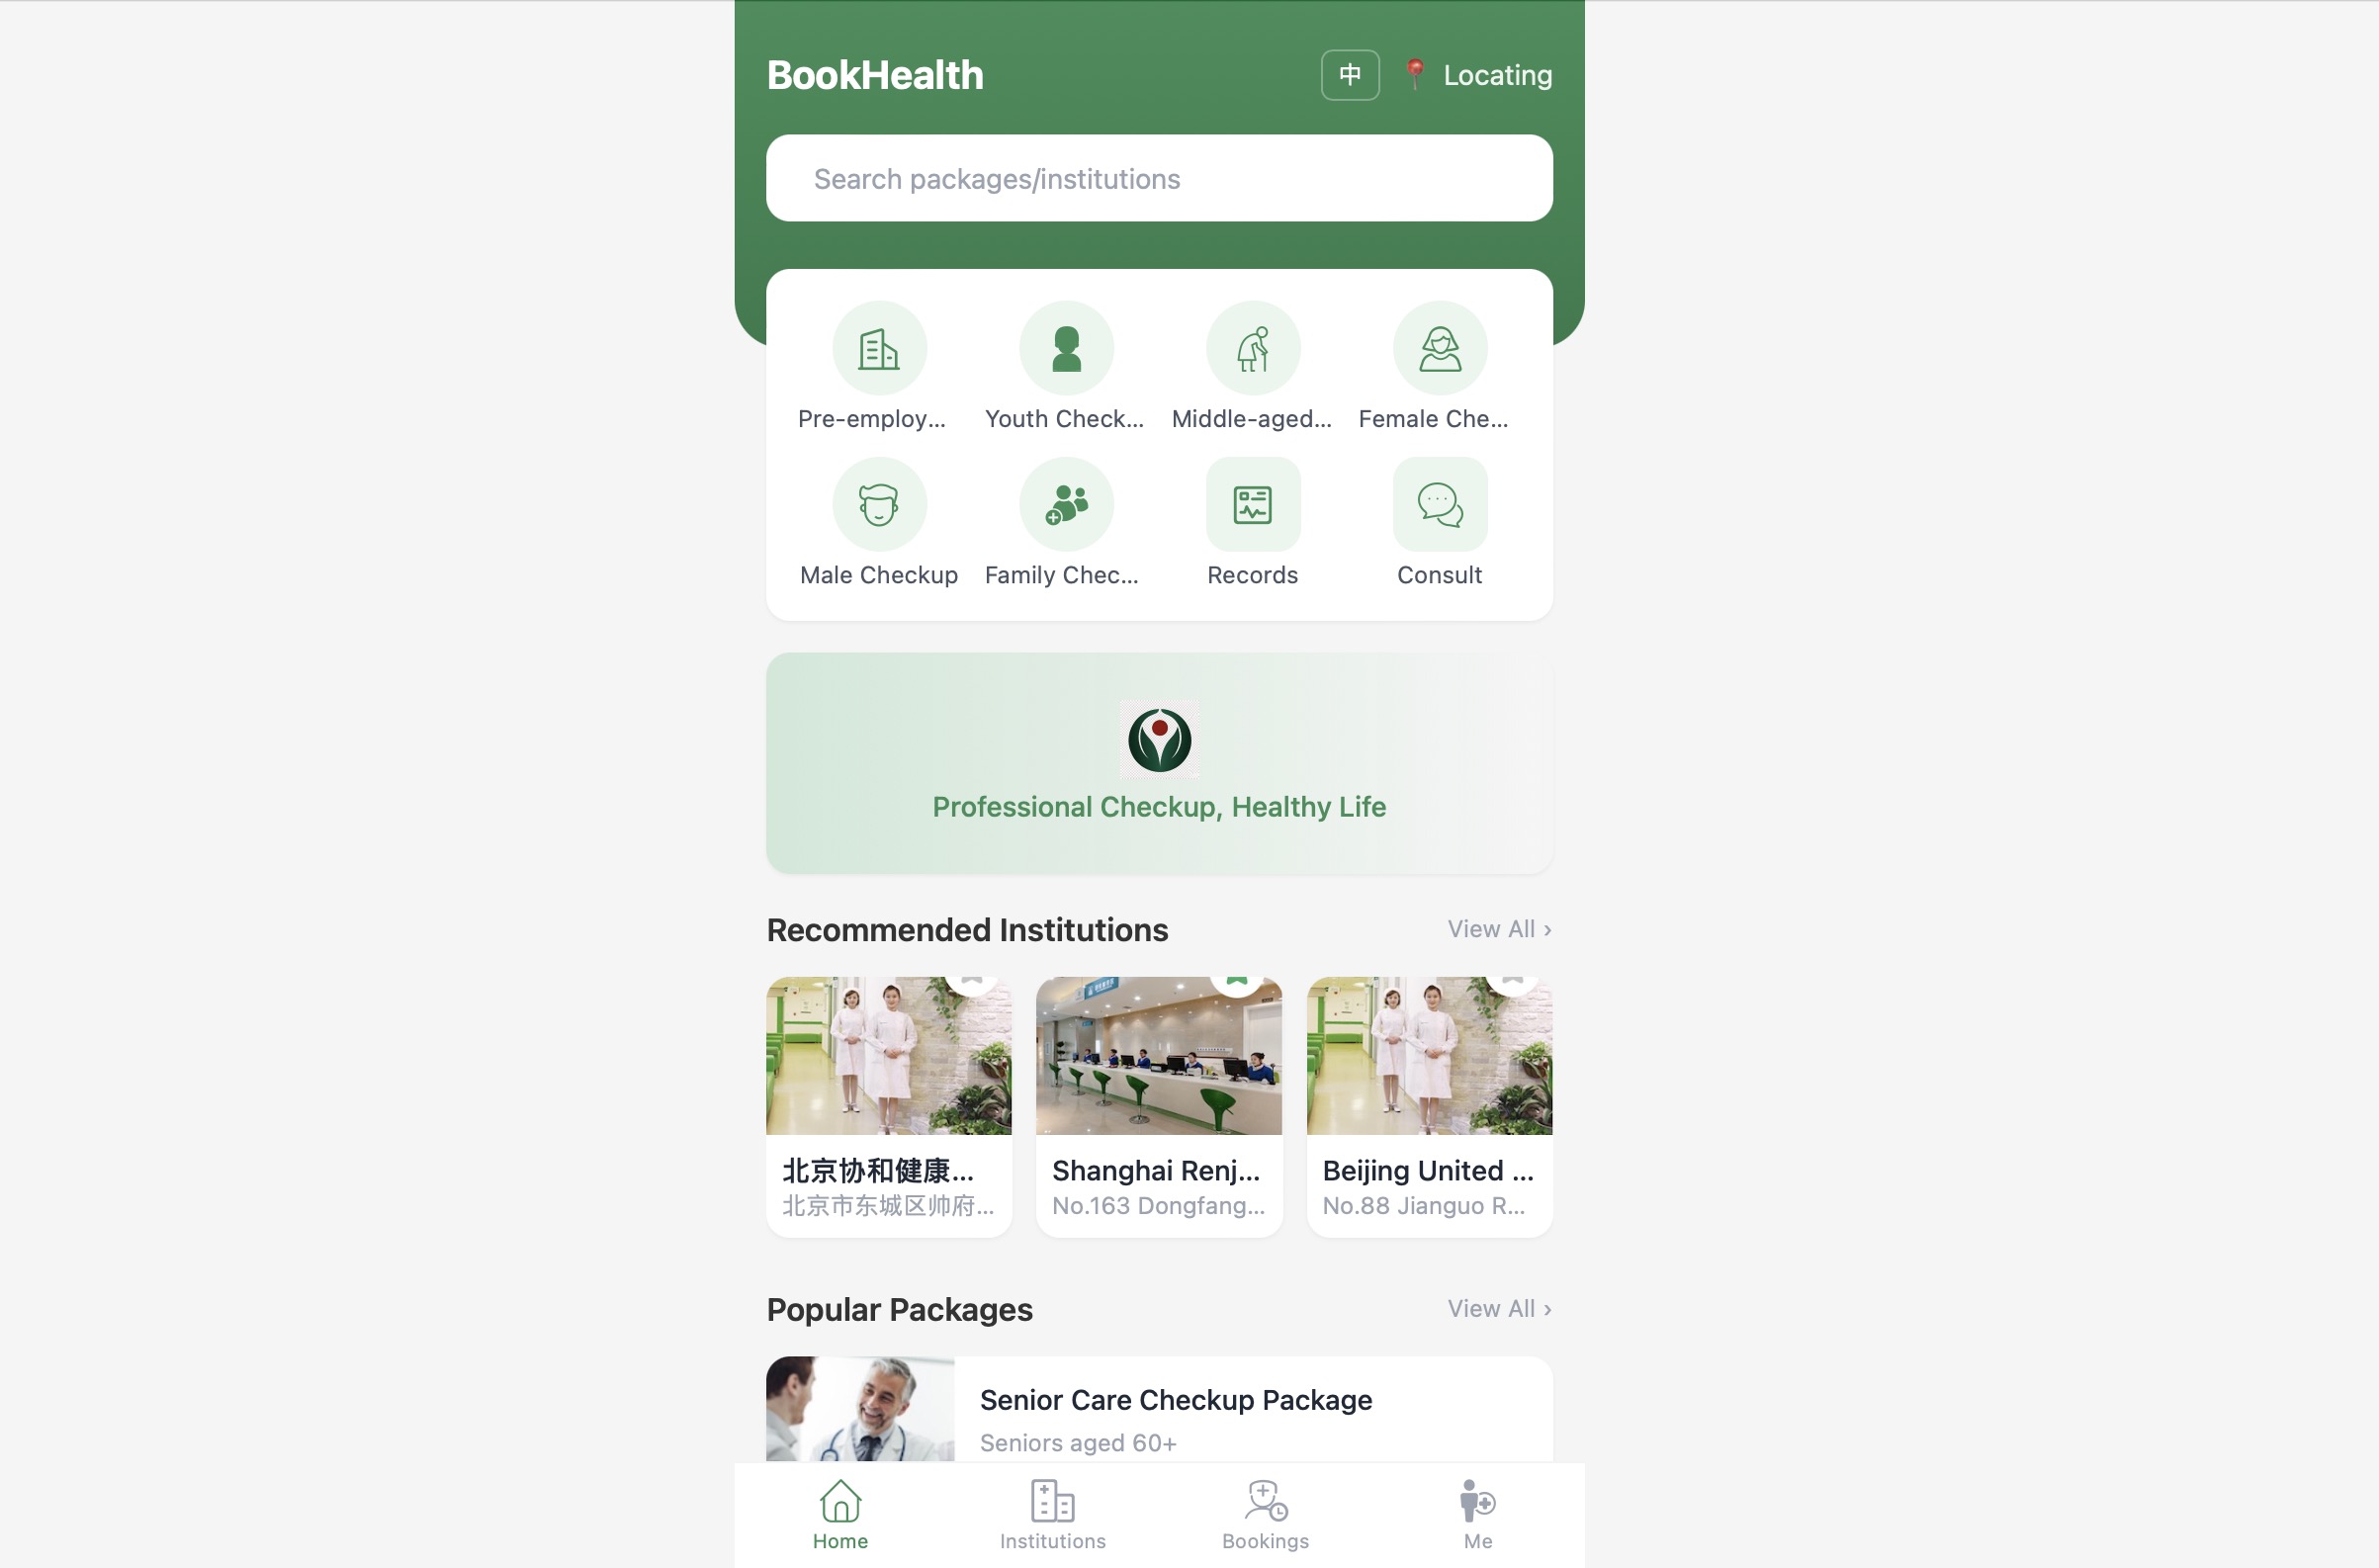 BookHealth
中
Locating
Search packages/institutions
Pre-employ...
Youth Check...
Middle-aged...
Female Che...
Male Checkup
Family Chec...
Records
Consult
Professional Checkup, Healthy Life
Recommended Institutions
View All ›
北京协和健康...
北京市东城区帅府...
Shanghai Renj...
No.163 Dongfang...
Beijing United ...
No.88 Jianguo R...
Popular Packages
View All ›
Senior Care Checkup Package
Seniors aged 60+
Home
Institutions
Bookings
Me